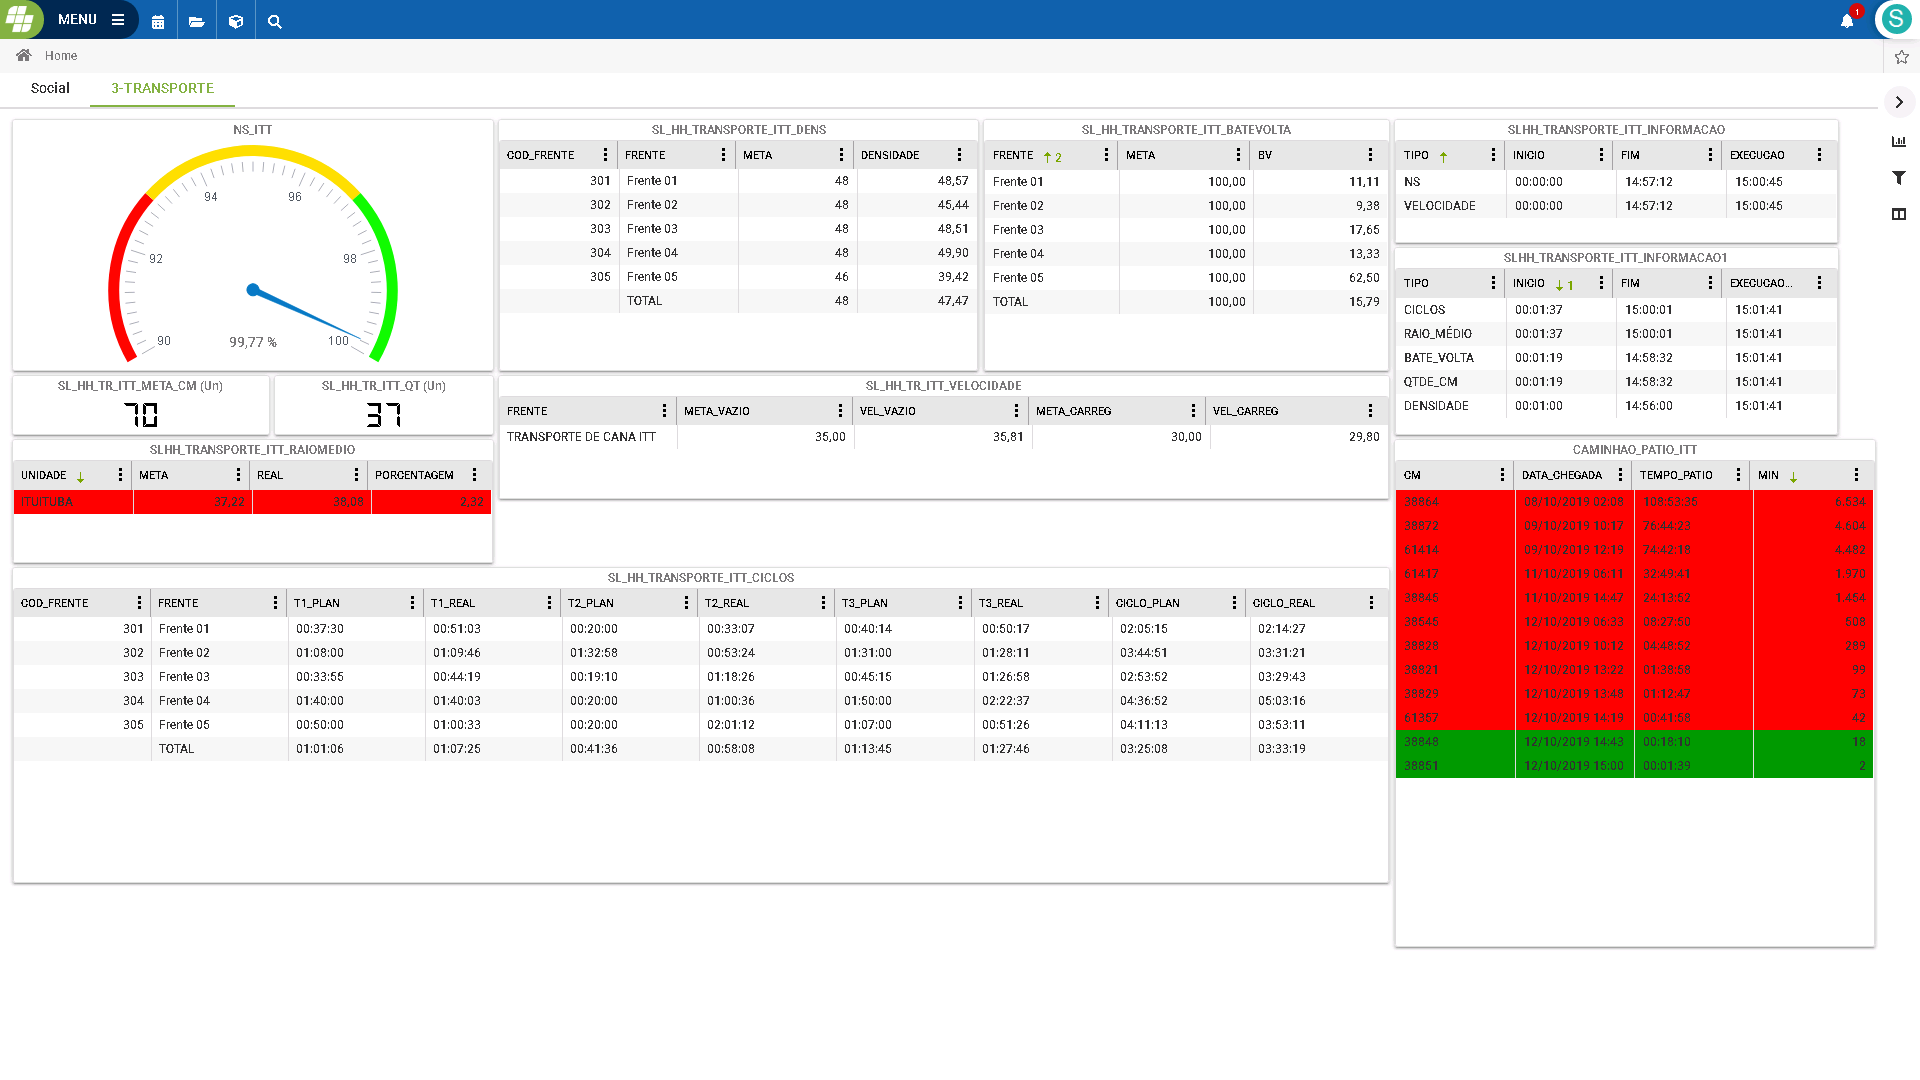 MENU
1
S
Home
Social
3-TRANSPORTE
NS_ITT
90
92
94
96
98
100
99,77 %
SL_HH_TR_ITT_META_CM (Un)
70
SL_HH_TR_ITT_QT (Un)
37
SLHH_TRANSPORTE_ITT_RAIOMEDIO
UNIDADE META REAL PORCENTAGEM
ITUITUBA 37,22 38,08 2,32
SL_HH_TRANSPORTE_ITT_DENS
COD_FRENTE FRENTE META DENSIDADE
301 Frente 01 48 48,57
302 Frente 02 48 45,44
303 Frente 03 48 48,51
304 Frente 04 48 49,90
305 Frente 05 46 39,42
TOTAL 48 47,47
SL_HH_TRANSPORTE_ITT_BATEVOLTA
FRENTE 2 META BV
Frente 01 100,00 11,11
Frente 02 100,00 9,38
Frente 03 100,00 17,65
Frente 04 100,00 13,33
Frente 05 100,00 62,50
TOTAL 100,00 15,79
SL_HH_TR_ITT_VELOCIDADE
FRENTE META_VAZIO VEL_VAZIO META_CARREG VEL_CARREG
TRANSPORTE DE CANA ITT 35,00 35,81 30,00 29,80
SLHH_TRANSPORTE_ITT_INFORMACAO
TIPO INICIO FIM EXECUCAO
NS 00:00:00 14:57:12 15:00:45
VELOCIDADE 00:00:00 14:57:12 15:00:45
SLHH_TRANSPORTE_ITT_INFORMACAO1
TIPO INICIO 1 FIM EXECUCAO...
CICLOS 00:01:37 15:00:01 15:01:41
RAIO_MÉDIO 00:01:37 15:00:01 15:01:41
BATE_VOLTA 00:01:19 14:58:32 15:01:41
QTDE_CM 00:01:19 14:58:32 15:01:41
DENSIDADE 00:01:00 14:56:00 15:01:41
SL_HH_TRANSPORTE_ITT_CICLOS
COD_FRENTE FRENTE T1_PLAN T1_REAL T2_PLAN T2_REAL T3_PLAN T3_REAL CICLO_PLAN CICLO_REAL
301 Frente 01 00:37:30 00:51:03 00:20:00 00:33:07 00:40:14 00:50:17 02:05:15 02:14:27
302 Frente 02 01:08:00 01:09:46 01:32:58 00:53:24 01:31:00 01:28:11 03:44:51 03:31:21
303 Frente 03 00:33:55 00:44:19 00:19:10 01:18:26 00:45:15 01:26:58 02:53:52 03:29:43
304 Frente 04 01:40:00 01:40:03 00:20:00 01:00:36 01:50:00 02:22:37 04:36:52 05:03:16
305 Frente 05 00:50:00 01:00:33 00:20:00 02:01:12 01:07:00 00:51:26 04:11:13 03:53:11
TOTAL 01:01:06 01:07:25 00:41:36 00:58:08 01:13:45 01:27:46 03:25:08 03:33:19
CAMINHAO_PATIO_ITT
CM DATA_CHEGADA TEMPO_PATIO MIN
38864 08/10/2019 02:08 108:53:35 6.534
38872 09/10/2019 10:17 76:44:23 4.604
61414 09/10/2019 12:19 74:42:18 4.482
61417 11/10/2019 06:11 32:49:41 1.970
38845 11/10/2019 14:47 24:13:52 1.454
38545 12/10/2019 06:33 08:27:50 508
38828 12/10/2019 10:12 04:48:52 289
38821 12/10/2019 13:22 01:38:58 99
38829 12/10/2019 13:48 01:12:47 73
61357 12/10/2019 14:19 00:41:58 42
38848 12/10/2019 14:43 00:18:10 18
38851 12/10/2019 15:00 00:01:39 2